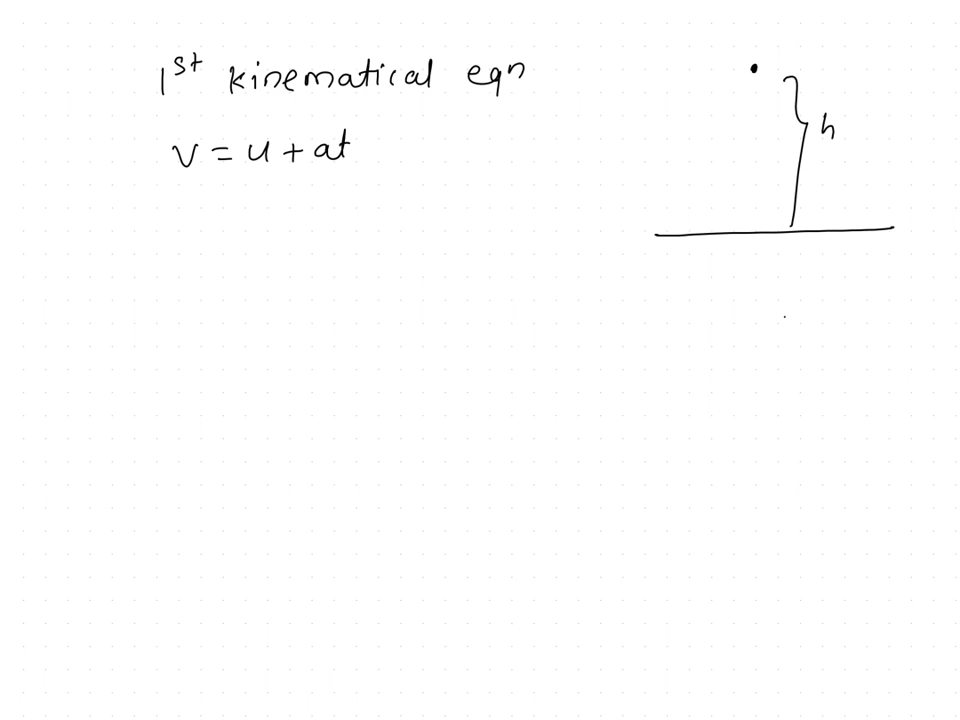 1st kinematical eqn
v = u + at
h